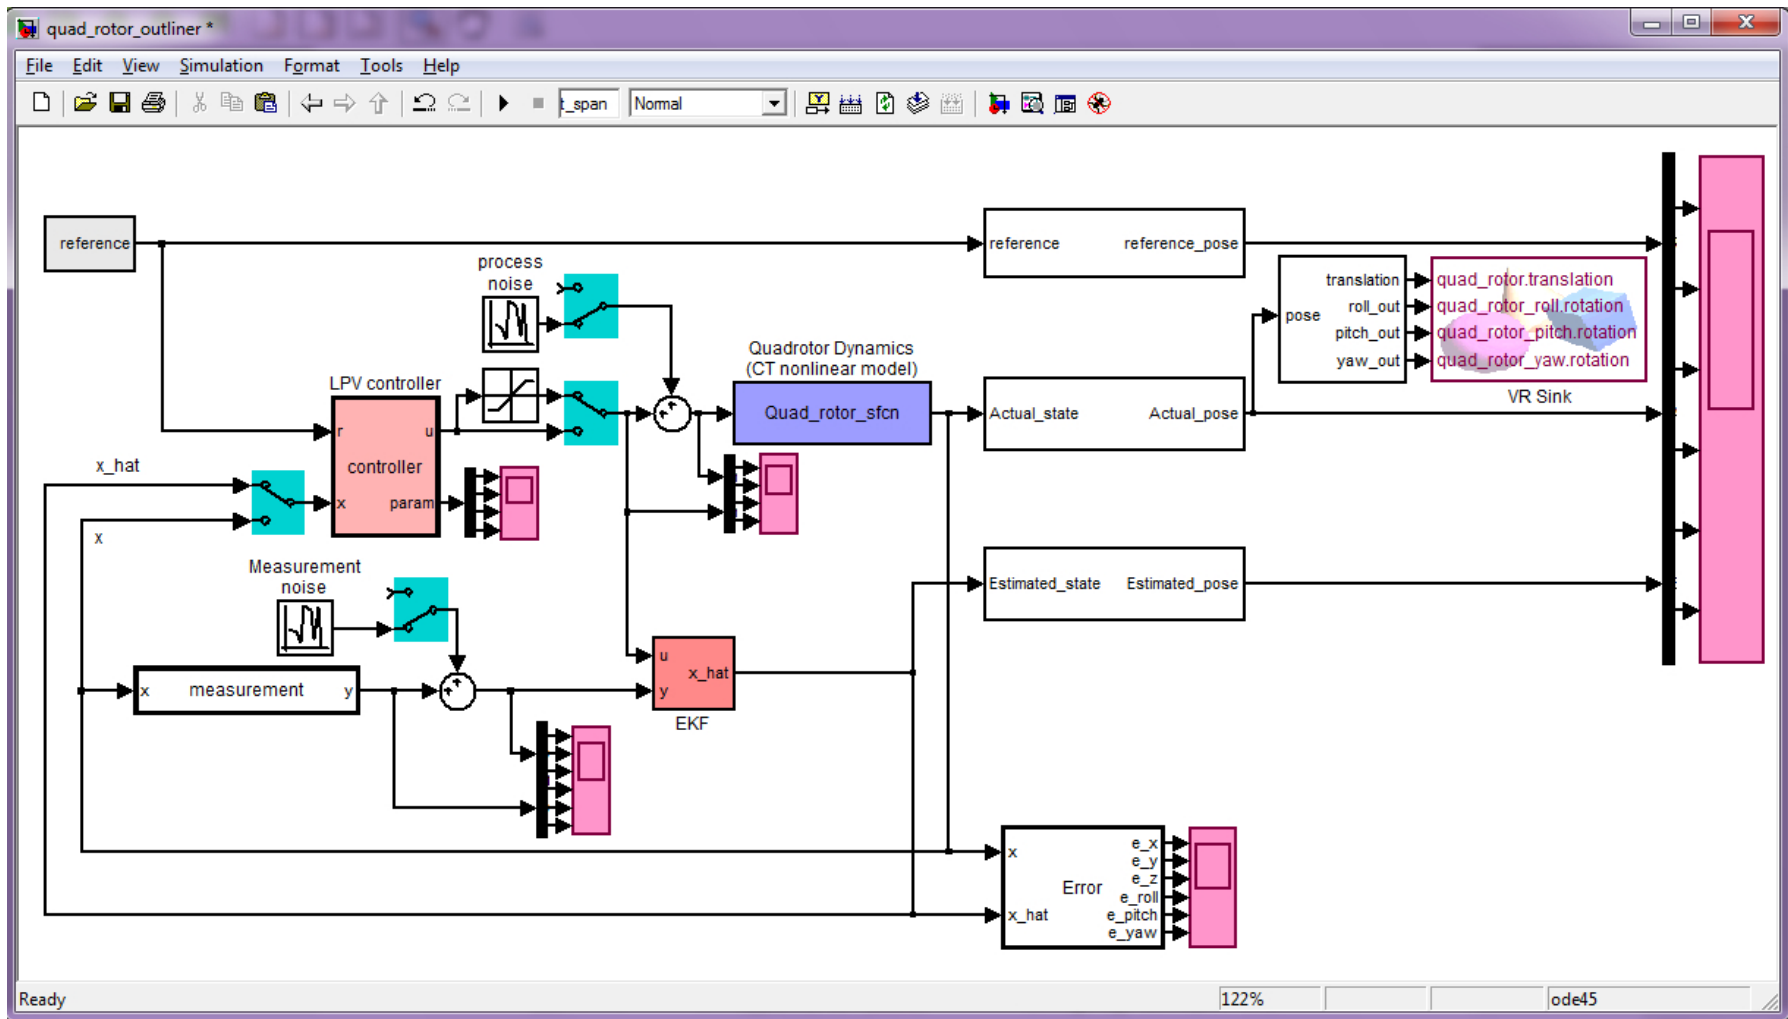 quad_rotor_outliner *
File Edit View Simulation Format Tools Help
t_span Normal
reference
process
noise
reference reference_pose
translation
roll_out
pose
pitch_out
yaw_out
quad_rotor.translation
quad_rotor_roll.rotation
quad_rotor_pitch.rotation
quad_rotor_yaw.rotation
VR Sink
Quadrotor Dynamics
(CT nonlinear model)
Quad_rotor_sfcn
Actual_state Actual_pose
LPV controller
r u
controller
x param
x_hat
x
Measurement
noise
Estimated_state Estimated_pose
x measurement y
u
x_hat
y
EKF
x
Error
x_hat
e_x
e_y
e_z
e_roll
e_pitch
e_yaw
Ready 122% ode45